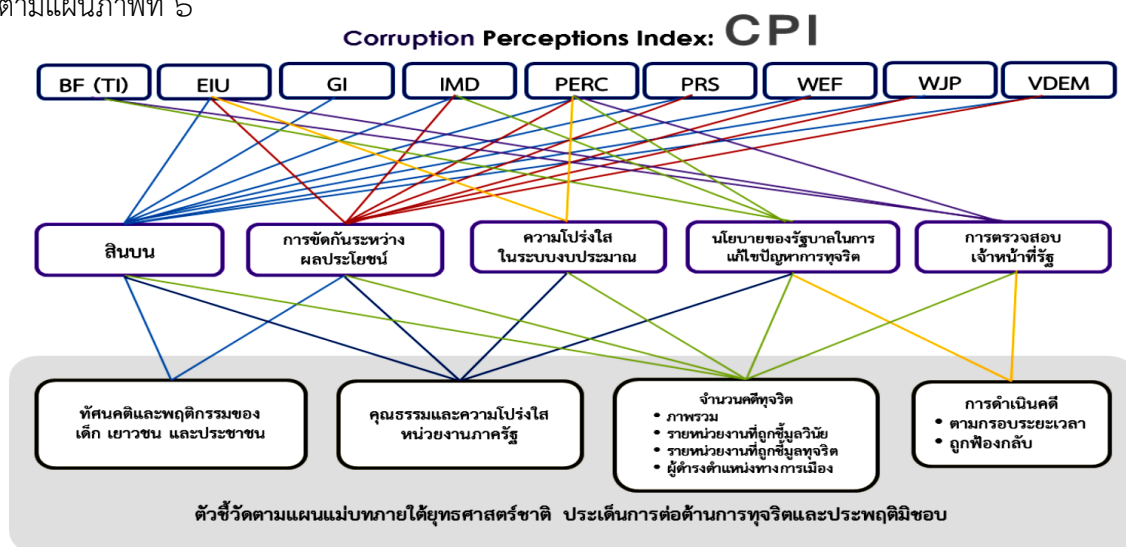 ตามแผนภาพที่ ๖
Corruption Perceptions Index: CPI
BF (TI) EIU GI IMD PERC PRS WEF WJP VDEM
สินบน
การขัดกันระหว่าง
ผลประโยชน์
ความโปร่งใส
ในระบบงบประมาณ
นโยบายของรัฐบาลในการ
แก้ไขปัญหาการทุจริต
การตรวจสอบ
เจ้าหน้าที่รัฐ
ทัศนคติและพฤติกรรมของ
เด็ก เยาวชน และประชาชน
คุณธรรมและความโปร่งใส
หน่วยงานภาครัฐ
จำนวนคดีทุจริต
• ภาพรวม
• รายหน่วยงานที่ถูกชี้มูลวินัย
• รายหน่วยงานที่ถูกชี้มูลทุจริต
• ผู้ดำรงตำแหน่งทางการเมือง
การดำเนินคดี
• ตามกรอบระยะเวลา
• ถูกฟ้องกลับ
ตัวชี้วัดตามแผนแม่บทภายใต้ยุทธศาสตร์ชาติ ประเด็นการต่อต้านการทุจริตและประพฤติมิชอบ